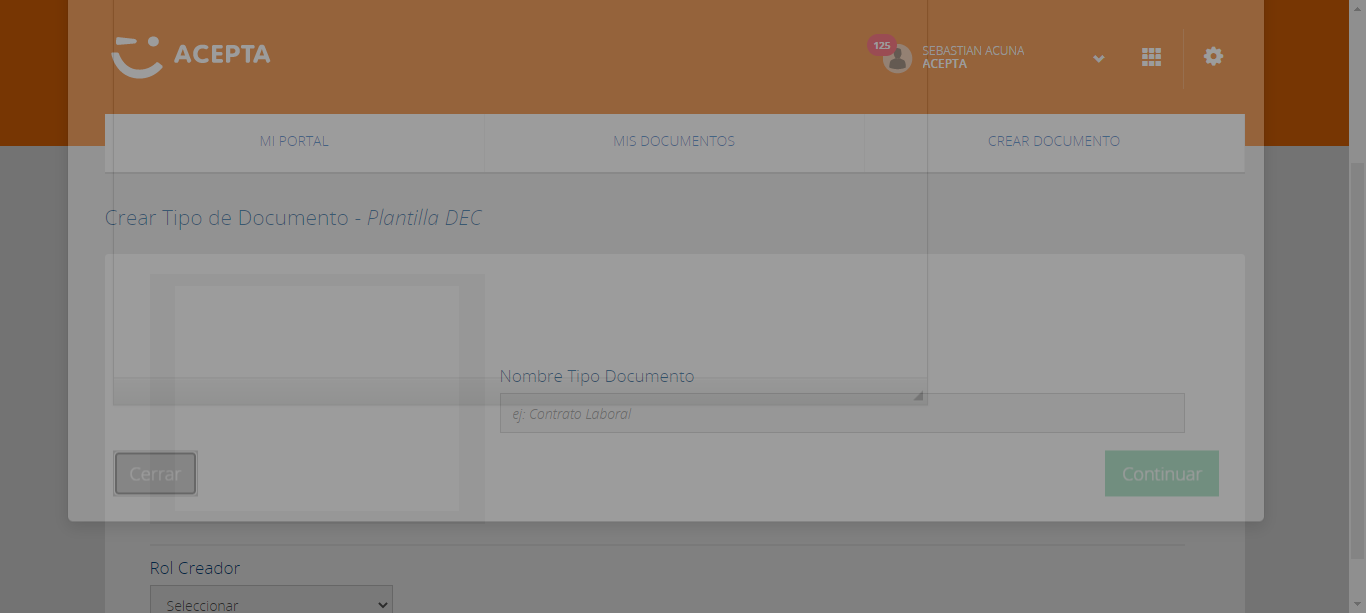 ACEPTA
125
SEBASTIAN ACUNA
ACEPTA
MI PORTAL
MIS DOCUMENTOS
CREAR DOCUMENTO
Crear Tipo de Documento - Plantilla DEC
Nombre Tipo Documento
ej: Contrato Laboral
Cerrar
Continuar
Rol Creador
Seleccionar